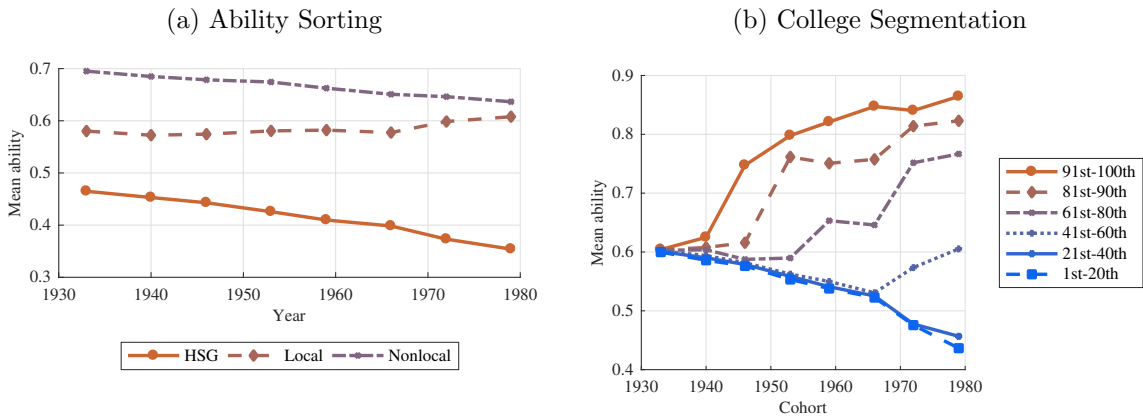 (a) Ability Sorting
0.7
0.6
0.5
0.4
0.3
Mean ability
1930 1940 1950 1960 1970 1980
Year
HSG Local Nonlocal
(b) College Segmentation
0.9
0.8
0.7
0.6
0.5
0.4
Mean ability
1930 1940 1950 1960 1970 1980
Cohort
91st-100th
81st-90th
61st-80th
41st-60th
21st-40th
1st-20th